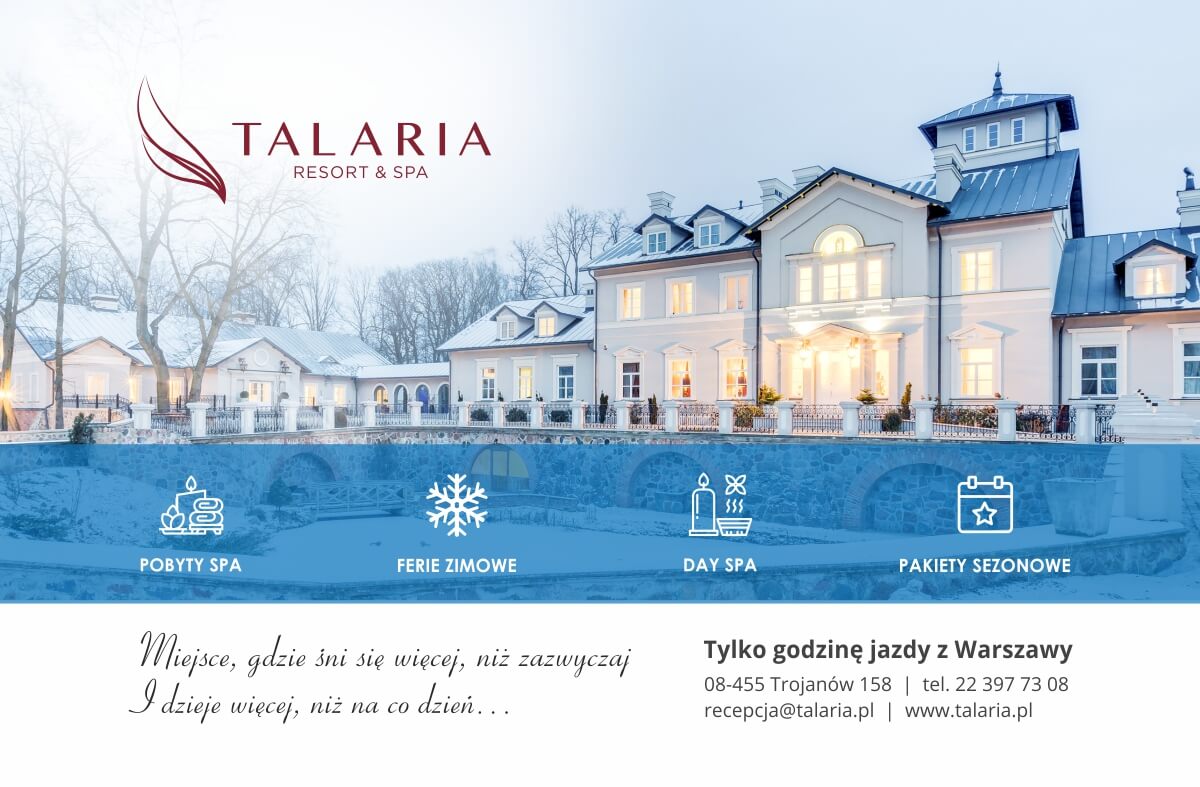 TALARIA
RESORT & SPA
POBYTY SPA
FERIE ZIMOWE
DAY SPA
PAKIETY SEZONOWE
Miejsce, gdzie śni się więcej, niż zazwyczaj
I dzieje więcej, niż na co dzień...
Tylko godzinę jazdy z Warszawy
08-455 Trojanów 158 | tel. 22 397 73 08
recepcja@talaria.pl | www.talaria.pl